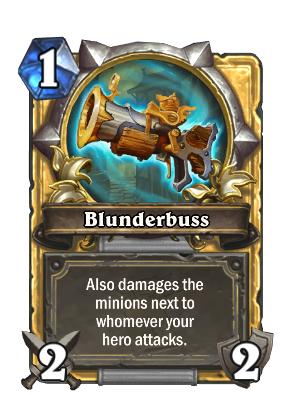 1
Blunderbuss
Also damages the
minions next to
whomever your
hero attacks.
2 2